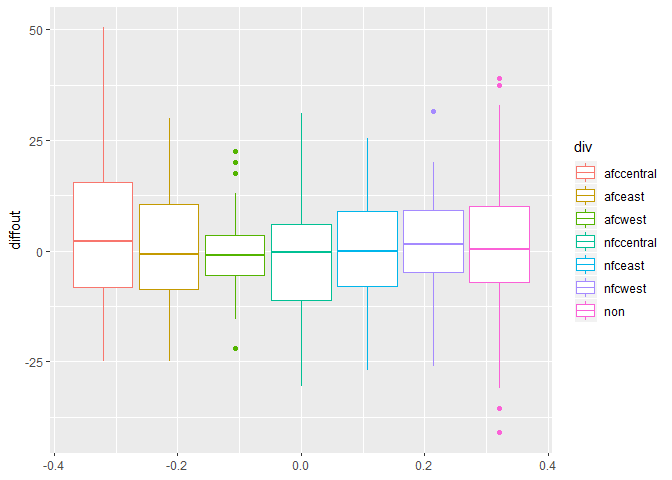 50
25
0
-25
diffout
-0.4
-0.2
0.0
0.2
0.4
div
afccentral
afceast
afcwest
nfccentral
nfceast
nfcwest
non